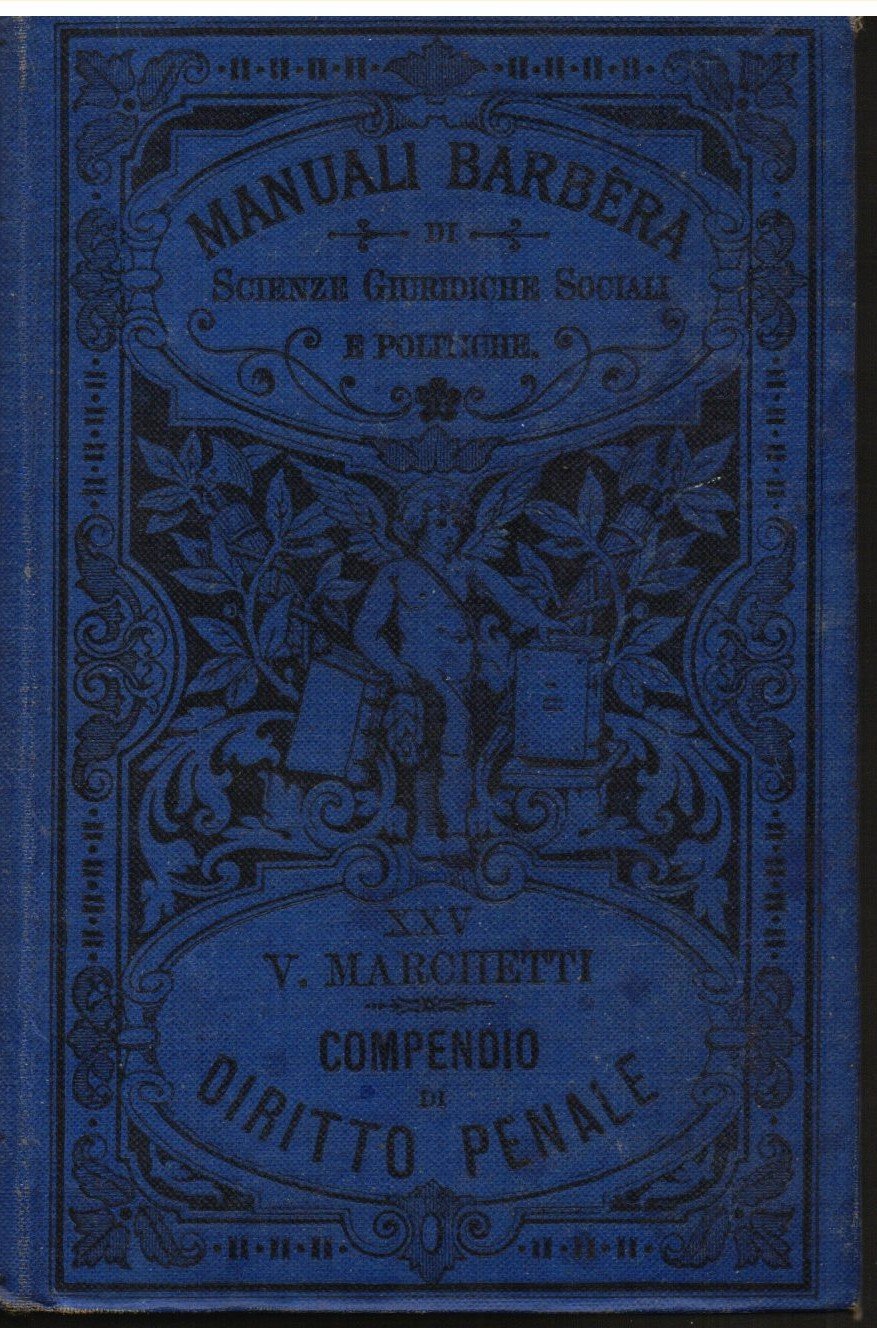 MANUALI BARBÈRA
DI
SCIENZE GIURIDICHE SOCIALI
E POLITICHE.
XXV
V. MARCHETTI
COMPENDIO
DI
DIRITTO PENALE